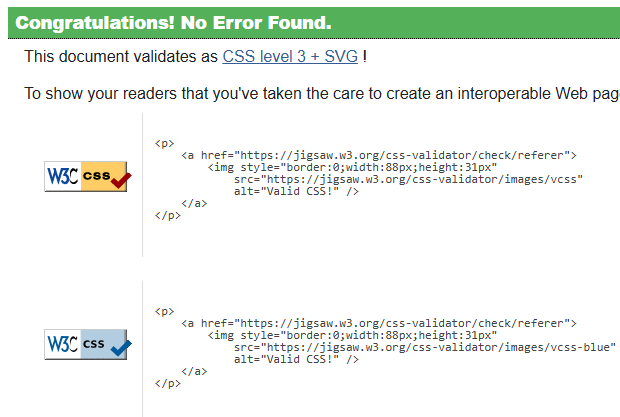 Congratulations! No Error Found.
This document validates as CSS level 3 + SVG !
To show your readers that you've taken the care to create an interoperable Web pag
W3C css
<p>
    <a href="https://jigsaw.w3.org/css-validator/check/referer">
        <img style="border:0;width:88px;height:31px"
            src="https://jigsaw.w3.org/css-validator/images/vcss"
            alt="Valid CSS!" />
    </a>
</p>
W3C css
<p>
    <a href="https://jigsaw.w3.org/css-validator/check/referer">
        <img style="border:0;width:88px;height:31px"
            src="https://jigsaw.w3.org/css-validator/images/vcss-blue"
            alt="Valid CSS!" />
    </a>
</p>